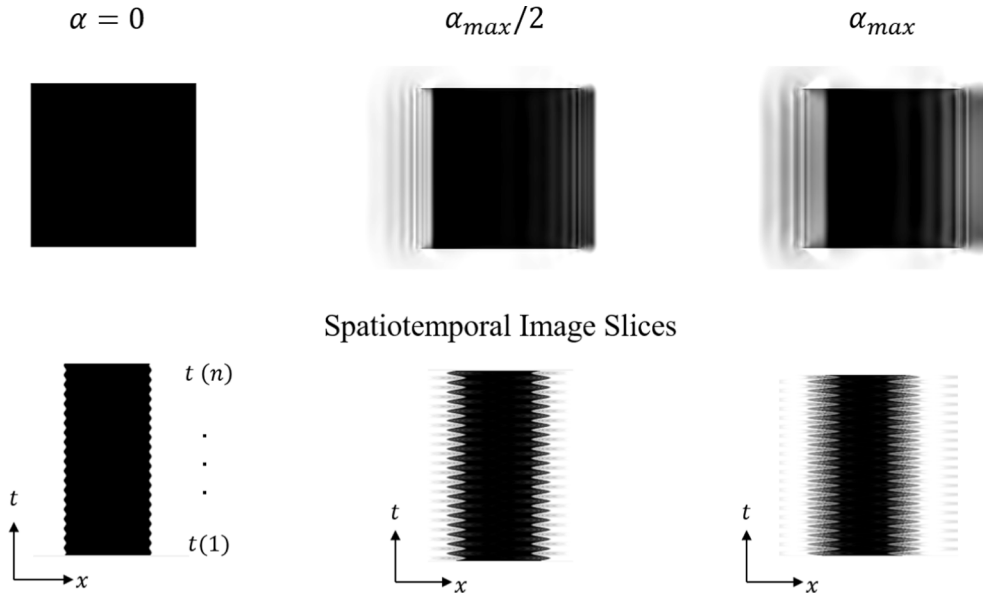 α = 0
α_max/2
α_max
Spatiotemporal Image Slices
t (n)
.
.
.
t(1)
t
x
t
x
t
x